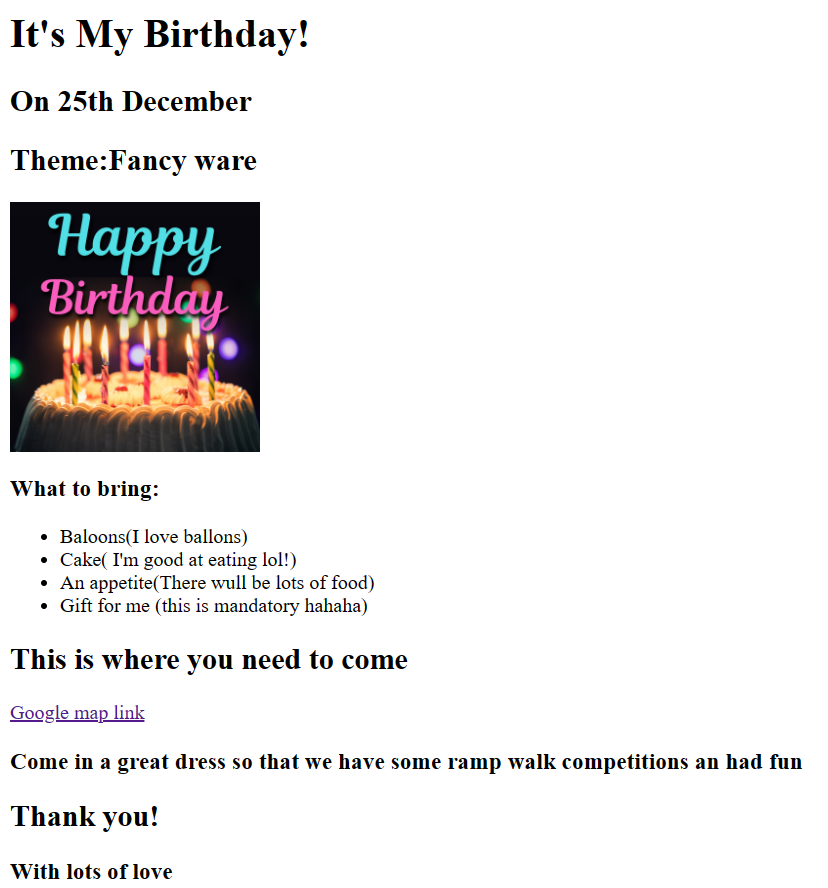 It's My Birthday!
On 25th December
Theme:Fancy ware
Happy
Birthday
What to bring:
Baloons(I love ballons)
Cake( I'm good at eating lol!)
An appetite(There wull be lots of food)
Gift for me (this is mandatory hahaha)
This is where you need to come
Google map link
Come in a great dress so that we have some ramp walk competitions an had fun
Thank you!
With lots of love